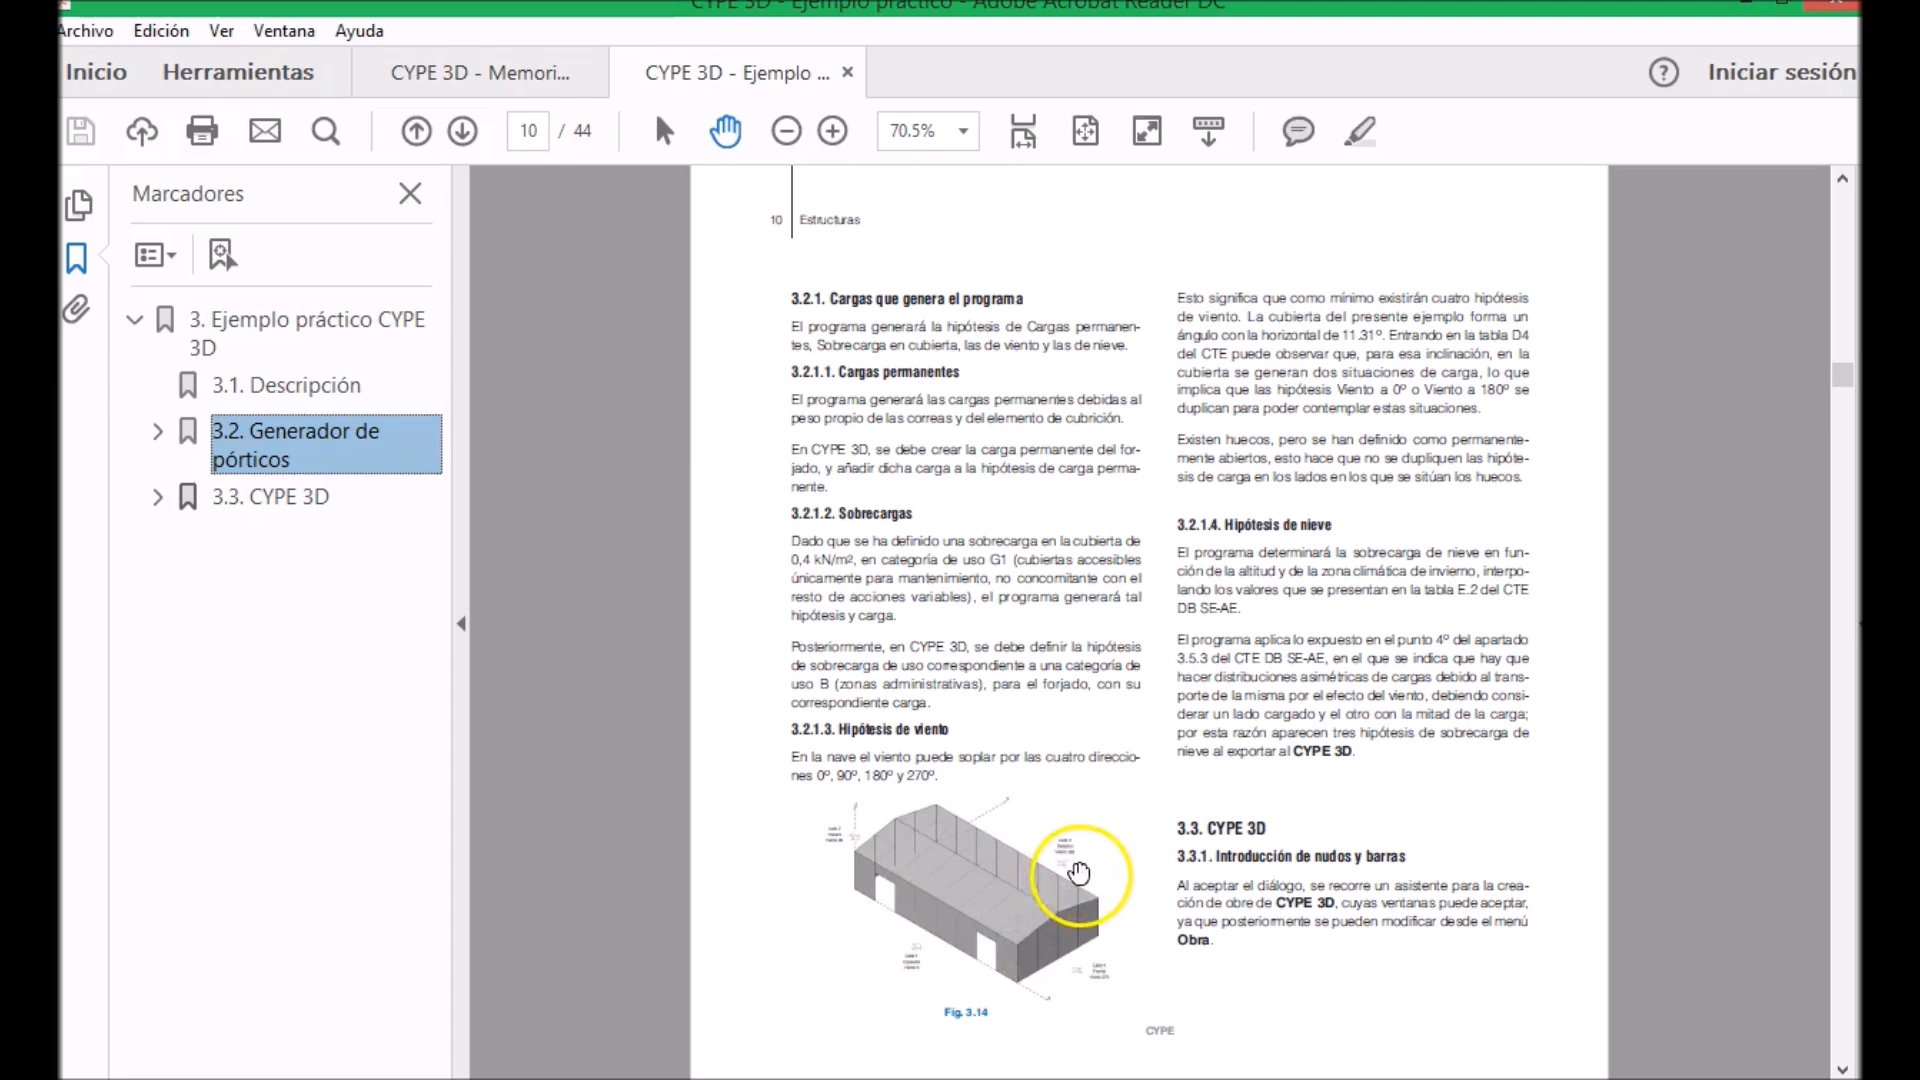 CYPE 3D - Ejemplo práctico - Adobe Acrobat Reader DC
Archivo Edición Ver Ventana Ayuda
Inicio Herramientas CYPE 3D - Memori... CYPE 3D - Ejemplo ... Iniciar sesión
10 / 44 70.5%
Marcadores
3. Ejemplo práctico CYPE
3D
3.1. Descripción
3.2. Generador de
pórticos
3.3. CYPE 3D
10 Estructuras
3.2.1. Cargas que genera el programa
El programa generará la hipótesis de Cargas permanen-
tes, Sobrecarga en cubierta, las de viento y las de nieve.
3.2.1.1. Cargas permanentes
El programa generará las cargas permanentes debidas al
peso propio de las correas y del elemento de cubrición.
En CYPE 3D, se debe crear la carga permanente del for-
jado, y añadir dicha carga a la hipótesis de carga perma-
nente.
3.2.1.2. Sobrecargas
Dado que se ha definido una sobrecarga en la cubierta de
0,4 kN/m2, en categoría de uso G1 (cubiertas accesibles
únicamente para mantenimiento, no concomitante con el
resto de acciones variables), el programa generará tal
hipótesis y carga.
Posteriormente, en CYPE 3D, se debe definir la hipótesis
de sobrecarga de uso correspondiente a una categoría de
uso B (zonas administrativas), para el forjado, con su
correspondiente carga.
3.2.1.3. Hipótesis de viento
En la nave el viento puede soplar por las cuatro direccio-
nes 0º, 90º, 180º y 270º.
Fig. 3.14
Esto significa que como mínimo existirán cuatro hipótesis
de viento. La cubierta del presente ejemplo forma un
ángulo con la horizontal de 11.31º. Entrando en la tabla D4
del CTE puede observar que, para esa inclinación, en la
cubierta se generan dos situaciones de carga, lo que
implica que las hipótesis Viento a 0º o Viento a 180º se
duplican para poder contemplar estas situaciones.
Existen huecos, pero se han definido como permanente-
mente abiertos, esto hace que no se dupliquen las hipóte-
sis de carga en los lados en los que se sitúan los huecos.
3.2.1.4. Hipótesis de nieve
El programa determinará la sobrecarga de nieve en fun-
ción de la altitud y de la zona climática de invierno, interpo-
lando los valores que se presentan en la tabla E.2 del CTE
DB SE-AE.
El programa aplica lo expuesto en el punto 4º del apartado
3.5.3 del CTE DB SE-AE, en el que se indica que hay que
hacer distribuciones asimétricas de cargas debido al trans-
porte de la misma por el efecto del viento, debiendo consi-
derar un lado cargado y el otro con la mitad de la carga;
por esta razón aparecen tres hipótesis de sobrecarga de
nieve al exportar al CYPE 3D.
3.3. CYPE 3D
3.3.1. Introducción de nudos y barras
Al aceptar el diálogo, se recorre un asistente para la crea-
ción de obre de CYPE 3D, cuyas ventanas puede aceptar,
ya que posteriormente se pueden modificar desde el menú
Obra.
CYPE